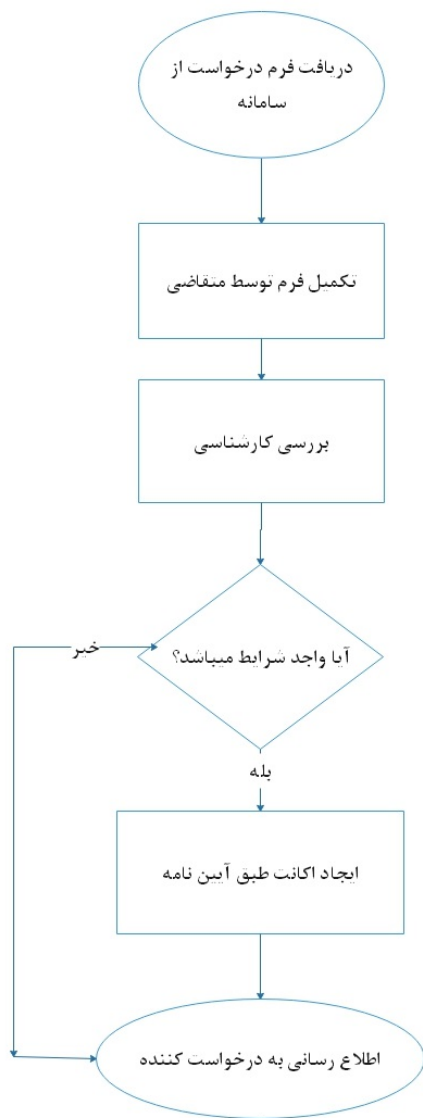 دریافت فرم درخواست از
سامانه
تکمیل فرم توسط متقاضی
بررسی کارشناسی
آیا واجد شرایط میباشد؟
خیر
بله
ایجاد اکانت طبق آیین نامه
اطلاع رسانی به درخواست کننده